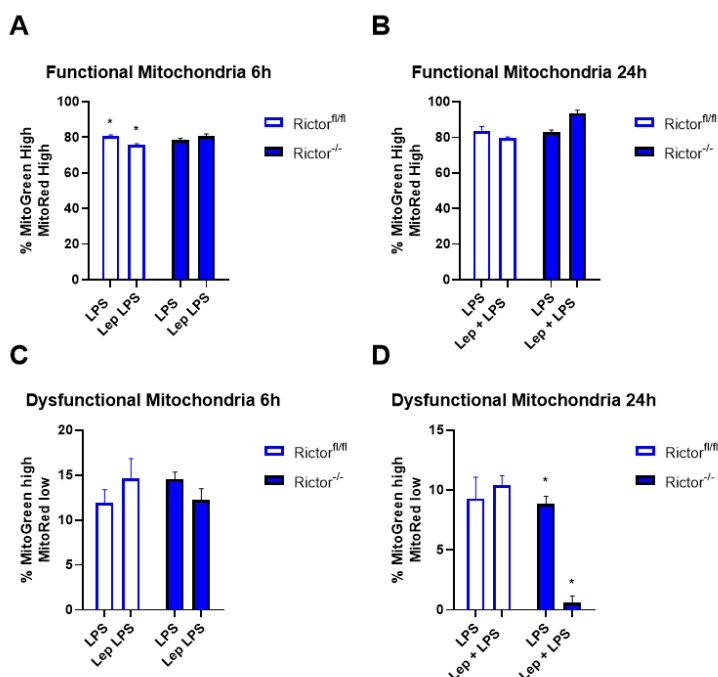 A
Functional Mitochondria 6h
% MitoGreen High
MitoRed High
100
80
60
40
20
0
*
*
LPS
Lep LPS
LPS
Lep LPS
Rictorfl/fl
Rictor-/-
B
Functional Mitochondria 24h
% MitoGreen High
MitoRed High
100
80
60
40
20
0
LPS
Lep + LPS
LPS
Lep + LPS
Rictorfl/fl
Rictor-/-
C
Dysfunctional Mitochondria 6h
% MitoGreen high
MitoRed low
20
15
10
5
0
LPS
Lep LPS
LPS
Lep LPS
Rictorfl/fl
Rictor-/-
D
Dysfunctional Mitochondria 24h
% MitoGreen high
MitoRed low
15
10
5
0
*
*
LPS
Lep + LPS
LPS
Lep + LPS
Rictorfl/fl
Rictor-/-